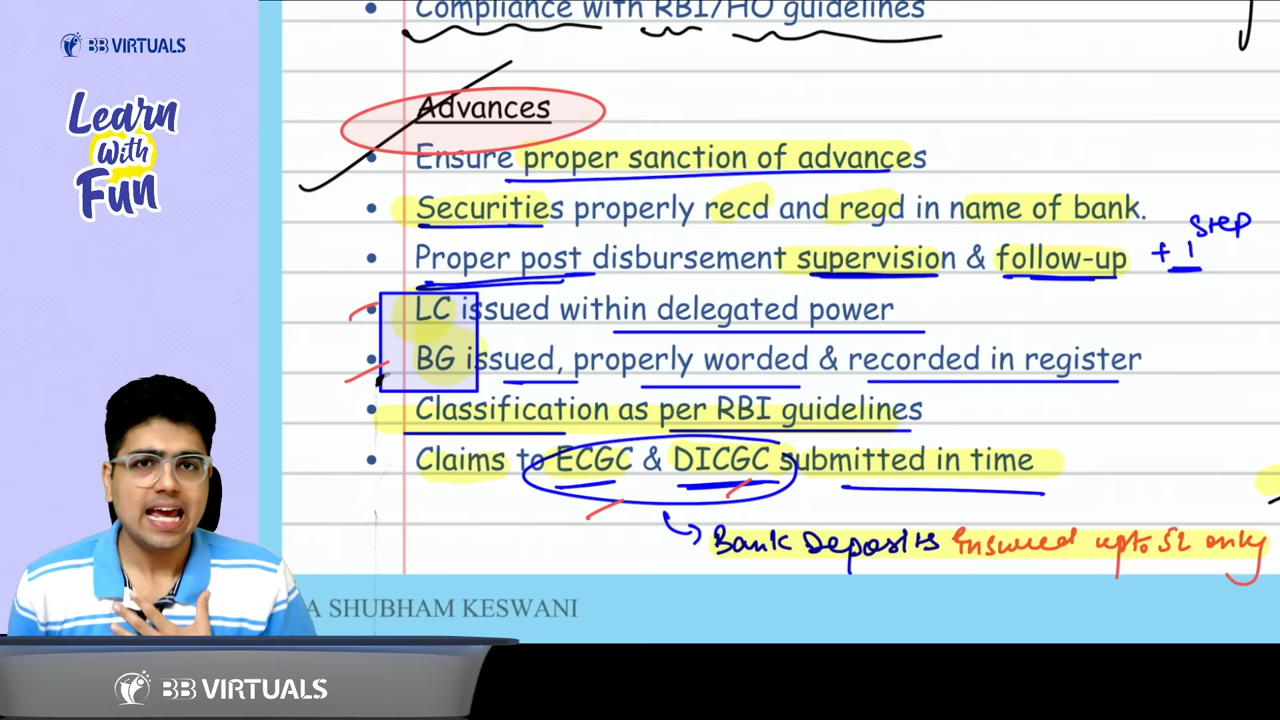 Compliance with RBI/HO guidelines
BB VIRTUALS
Learn
with
Fun
Advances
• Ensure proper sanction of advances
• Securities properly recd and regd in name of bank.
• Proper post disbursement supervision & follow-up + 1 Step
• LC issued within delegated power
• BG issued, properly worded & recorded in register
• Classification as per RBI guidelines
• Claims to ECGC & DICGC submitted in time
Bank Deposits Insured upto 5L only
A SHUBHAM KESWANI
BB VIRTUALS